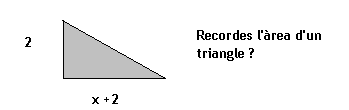 2
x +2
Recordes l'àrea d'un
triangle ?